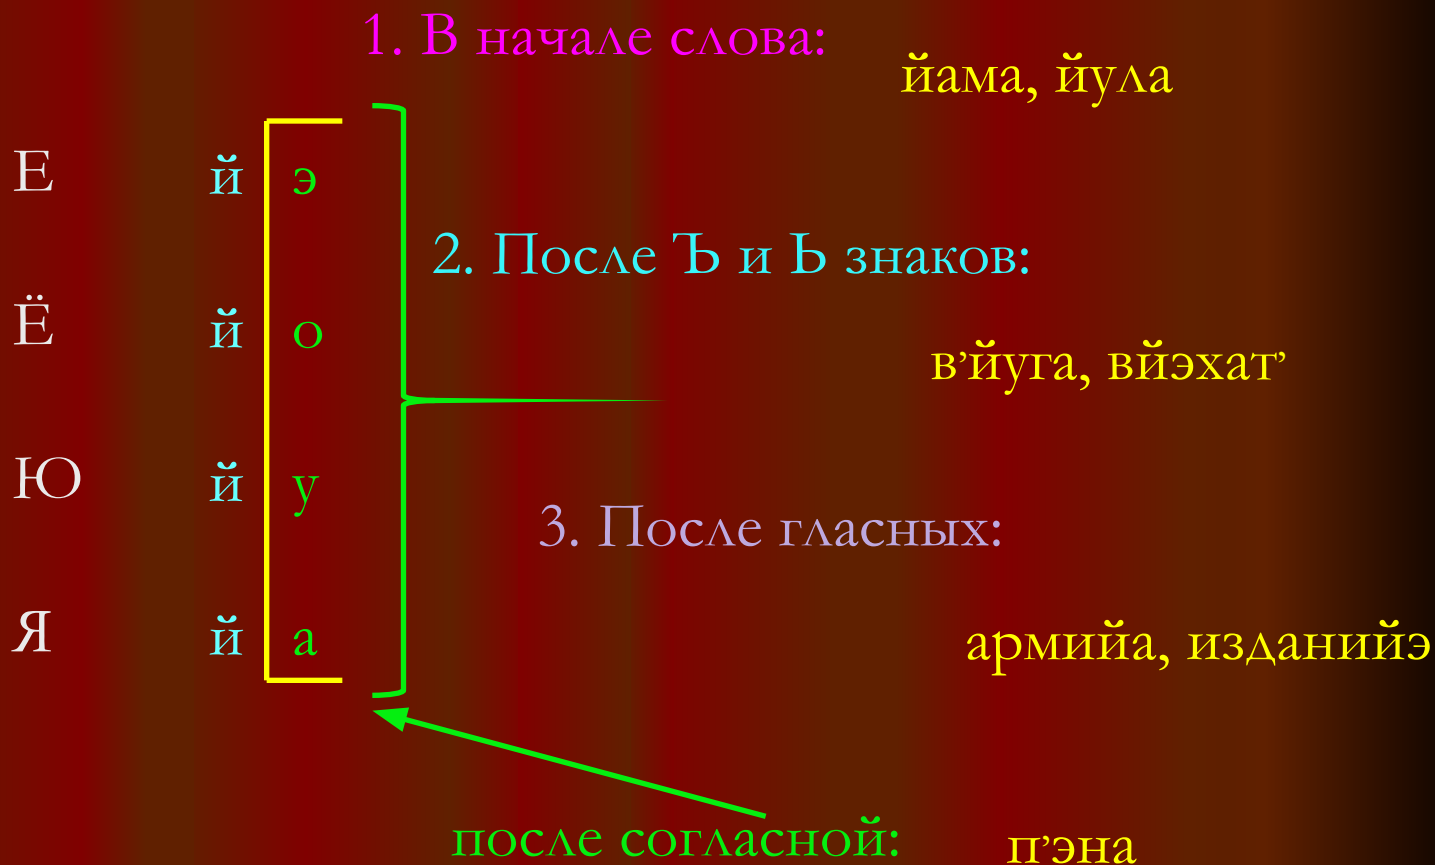 1. В начале слова:
йама, йула
Е й э
2. После Ъ и Ь знаков:
Ё й о
в’йуга, вйэхат’
Ю й у
3. После гласных:
Я й а
армийа, изданийэ
после согласной: п’эна